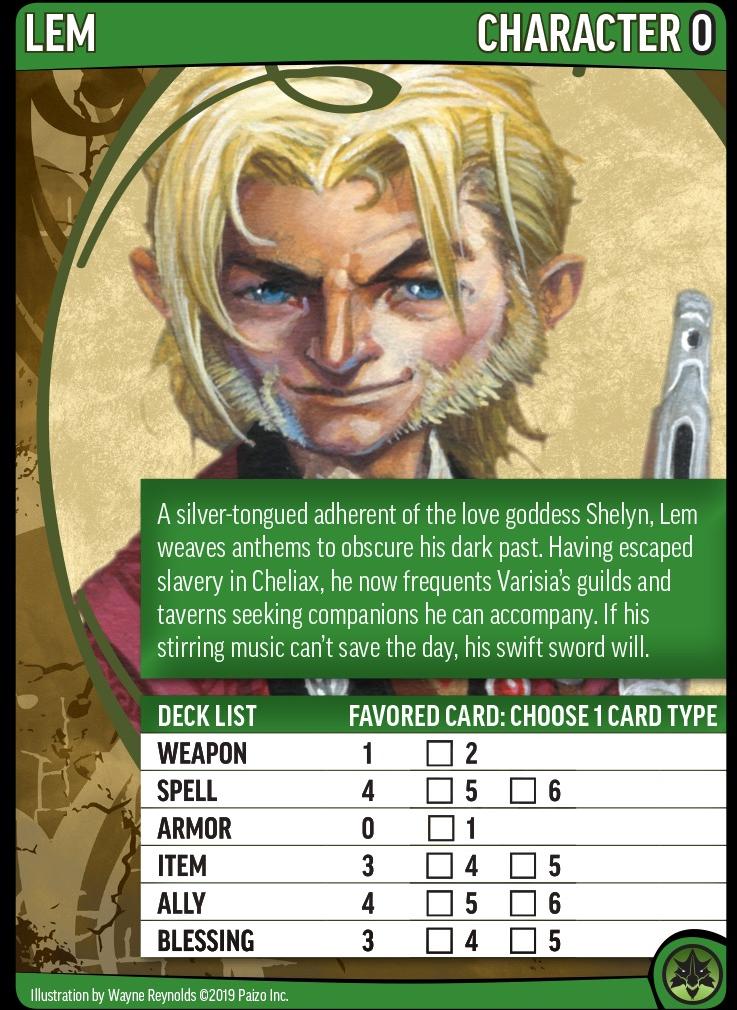 LEM CHARACTER 0
A silver-tongued adherent of the love goddess Shelyn, Lem
weaves anthems to obscure his dark past. Having escaped
slavery in Cheliax, he now frequents Varisia's guilds and
taverns seeking companions he can accompany. If his
stirring music can't save the day, his swift sword will.
DECK LIST FAVORED CARD: CHOOSE 1 CARD TYPE
WEAPON 1 ☐ 2
SPELL 4 ☐ 5 ☐ 6
ARMOR 0 ☐ 1
ITEM 3 ☐ 4 ☐ 5
ALLY 4 ☐ 5 ☐ 6
BLESSING 3 ☐ 4 ☐ 5
Illustration by Wayne Reynolds ©2019 Paizo Inc.